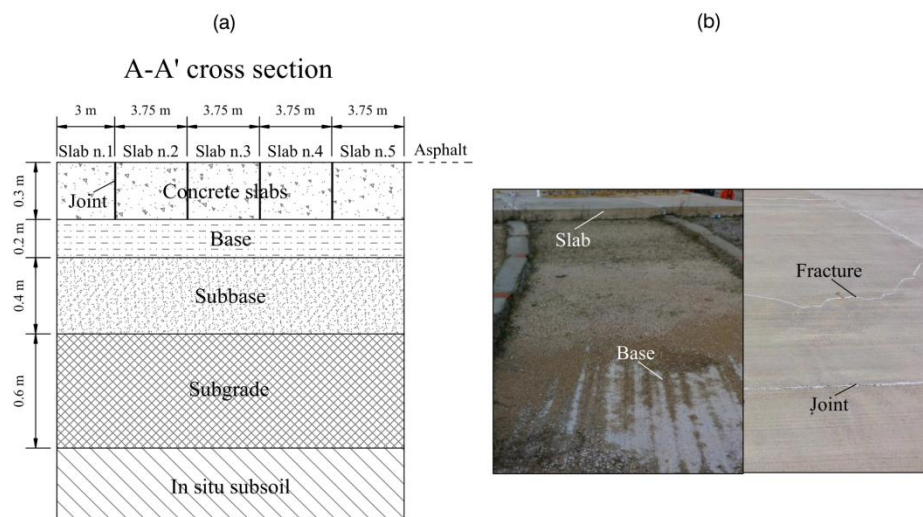 (a)
(b)
A-A' cross section
3 m
3.75 m
3.75 m
3.75 m
3.75 m
Slab n.1
Slab n.2
Slab n.3
Slab n.4
Slab n.5
Asphalt
0.3 m
Joint
Concrete slabs
0.2 m
Base
0.4 m
Subbase
0.6 m
Subgrade
In situ subsoil
Slab
Base
Fracture
Joint